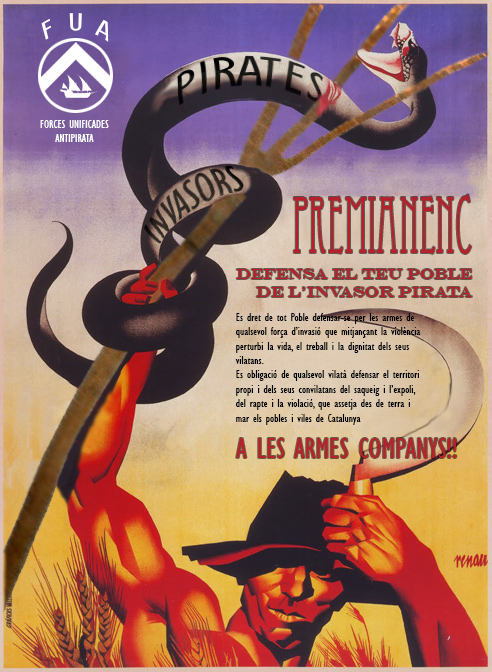 F U A
FORCES UNIFICADES
ANTIPIRATA
PIRATES
INVASORS
PREMIANENC
DEFENSA EL TEU POBLE
DE L'INVASOR PIRATA
Es dret de tot Poble defensar-se per les armes de
qualsevol força d'invasió que mitjançant la violència
perturbi la vida, el treball i la dignitat dels seus
vilatans.
Es obligació de qualsevol vilatà defensar el territori
propi i dels seus convilatans del saqueig i l'expoli,
del rapte i la violació, que assetja des de terra i
mar els pobles i viles de Catalunya
A LES ARMES COMPANYS!!
renau